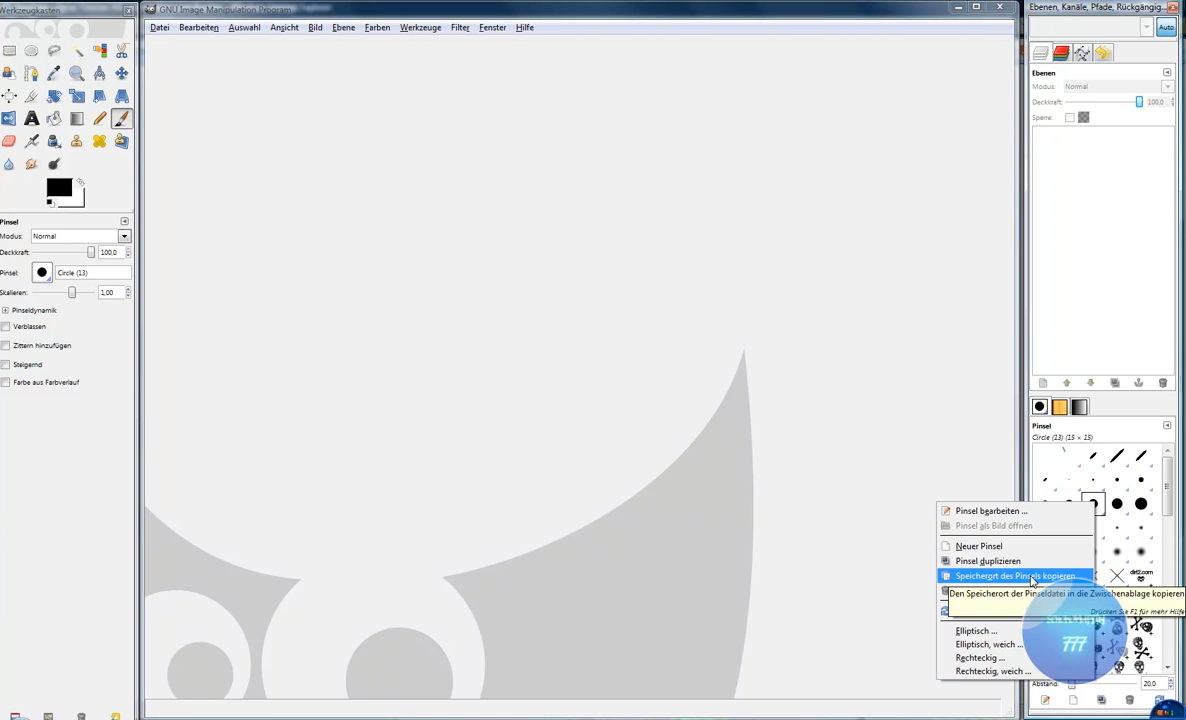 Werkzeugkasten
GNU Image Manipulation Program
Ebenen, Kanäle, Pfade, Rückgängig...
Datei Bearbeiten Auswahl Ansicht Bild Ebene Farben Werkzeuge Filter Fenster Hilfe
Auto
Ebenen
Modus: Normal
Deckkraft: 100,0
Sperre:
Pinsel
Modus: Normal
Deckkraft: 100,0
Pinsel: Circle (13)
Skalieren: 1,00
Pinseldynamik
Verblassen
Zittern hinzufügen
Steigernd
Farbe aus Farbverlauf
Pinsel
Circle (13) (15 × 15)
Pinsel bearbeiten ...
Pinsel als Bild öffnen
Neuer Pinsel
Pinsel duplizieren
Speicherort des Pinsels kopieren
Den Speicherort der Pinseldatei in die Zwischenablage kopieren
Drücken Sie F1 für mehr Hilfe
Elliptisch ...
Elliptisch, weich ...
Rechteckig ...
Rechteckig, weich ...
dirt2.com
777
Abstand: 20,0